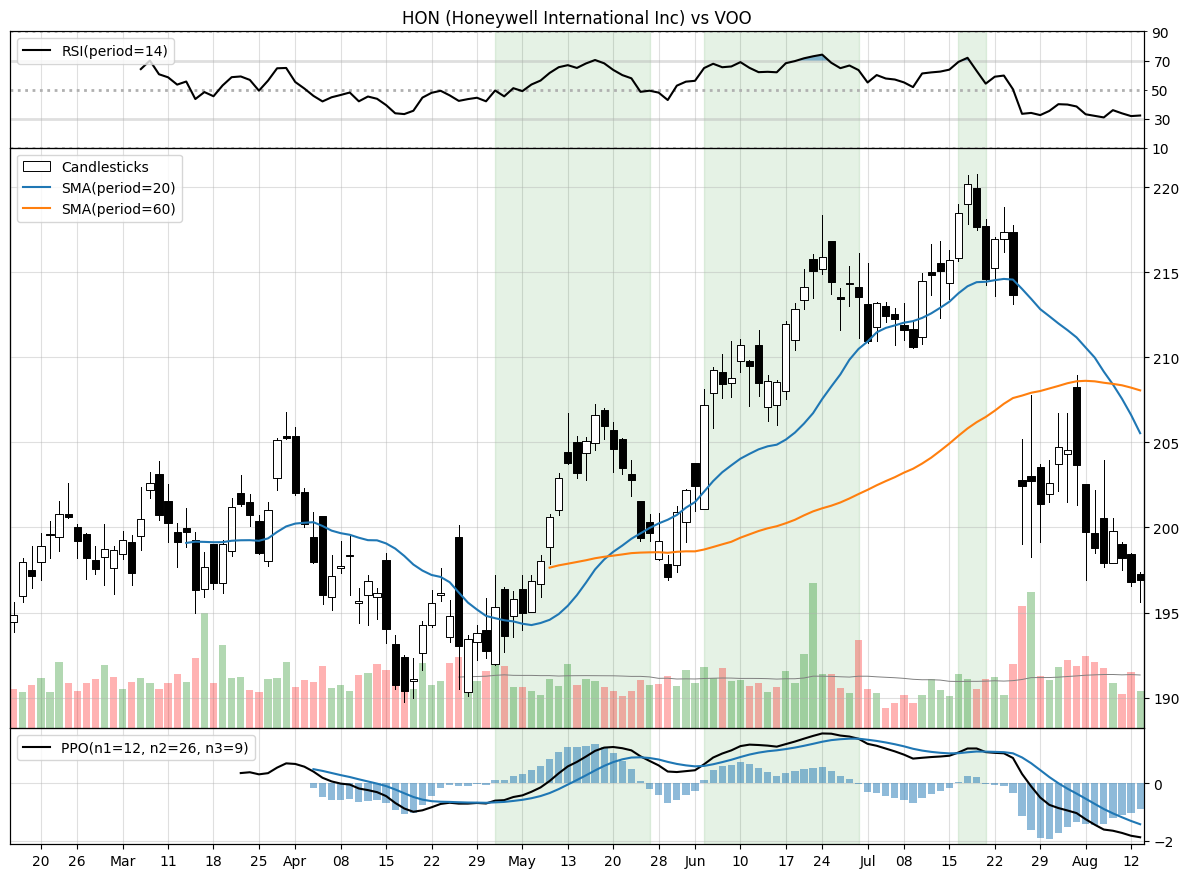 HON (Honeywell International Inc) vs VOO
RSI(period=14)
90
70
50
30
10
Candlesticks
SMA(period=20)
SMA(period=60)
220
215
210
205
200
195
190
PPO(n1=12, n2=26, n3=9)
0
−2
20 26 Mar 11 18 25 Apr 08 15 22 29 May 13 20 28 Jun 10 17 24 Jul 08 15 22 29 Aug 12